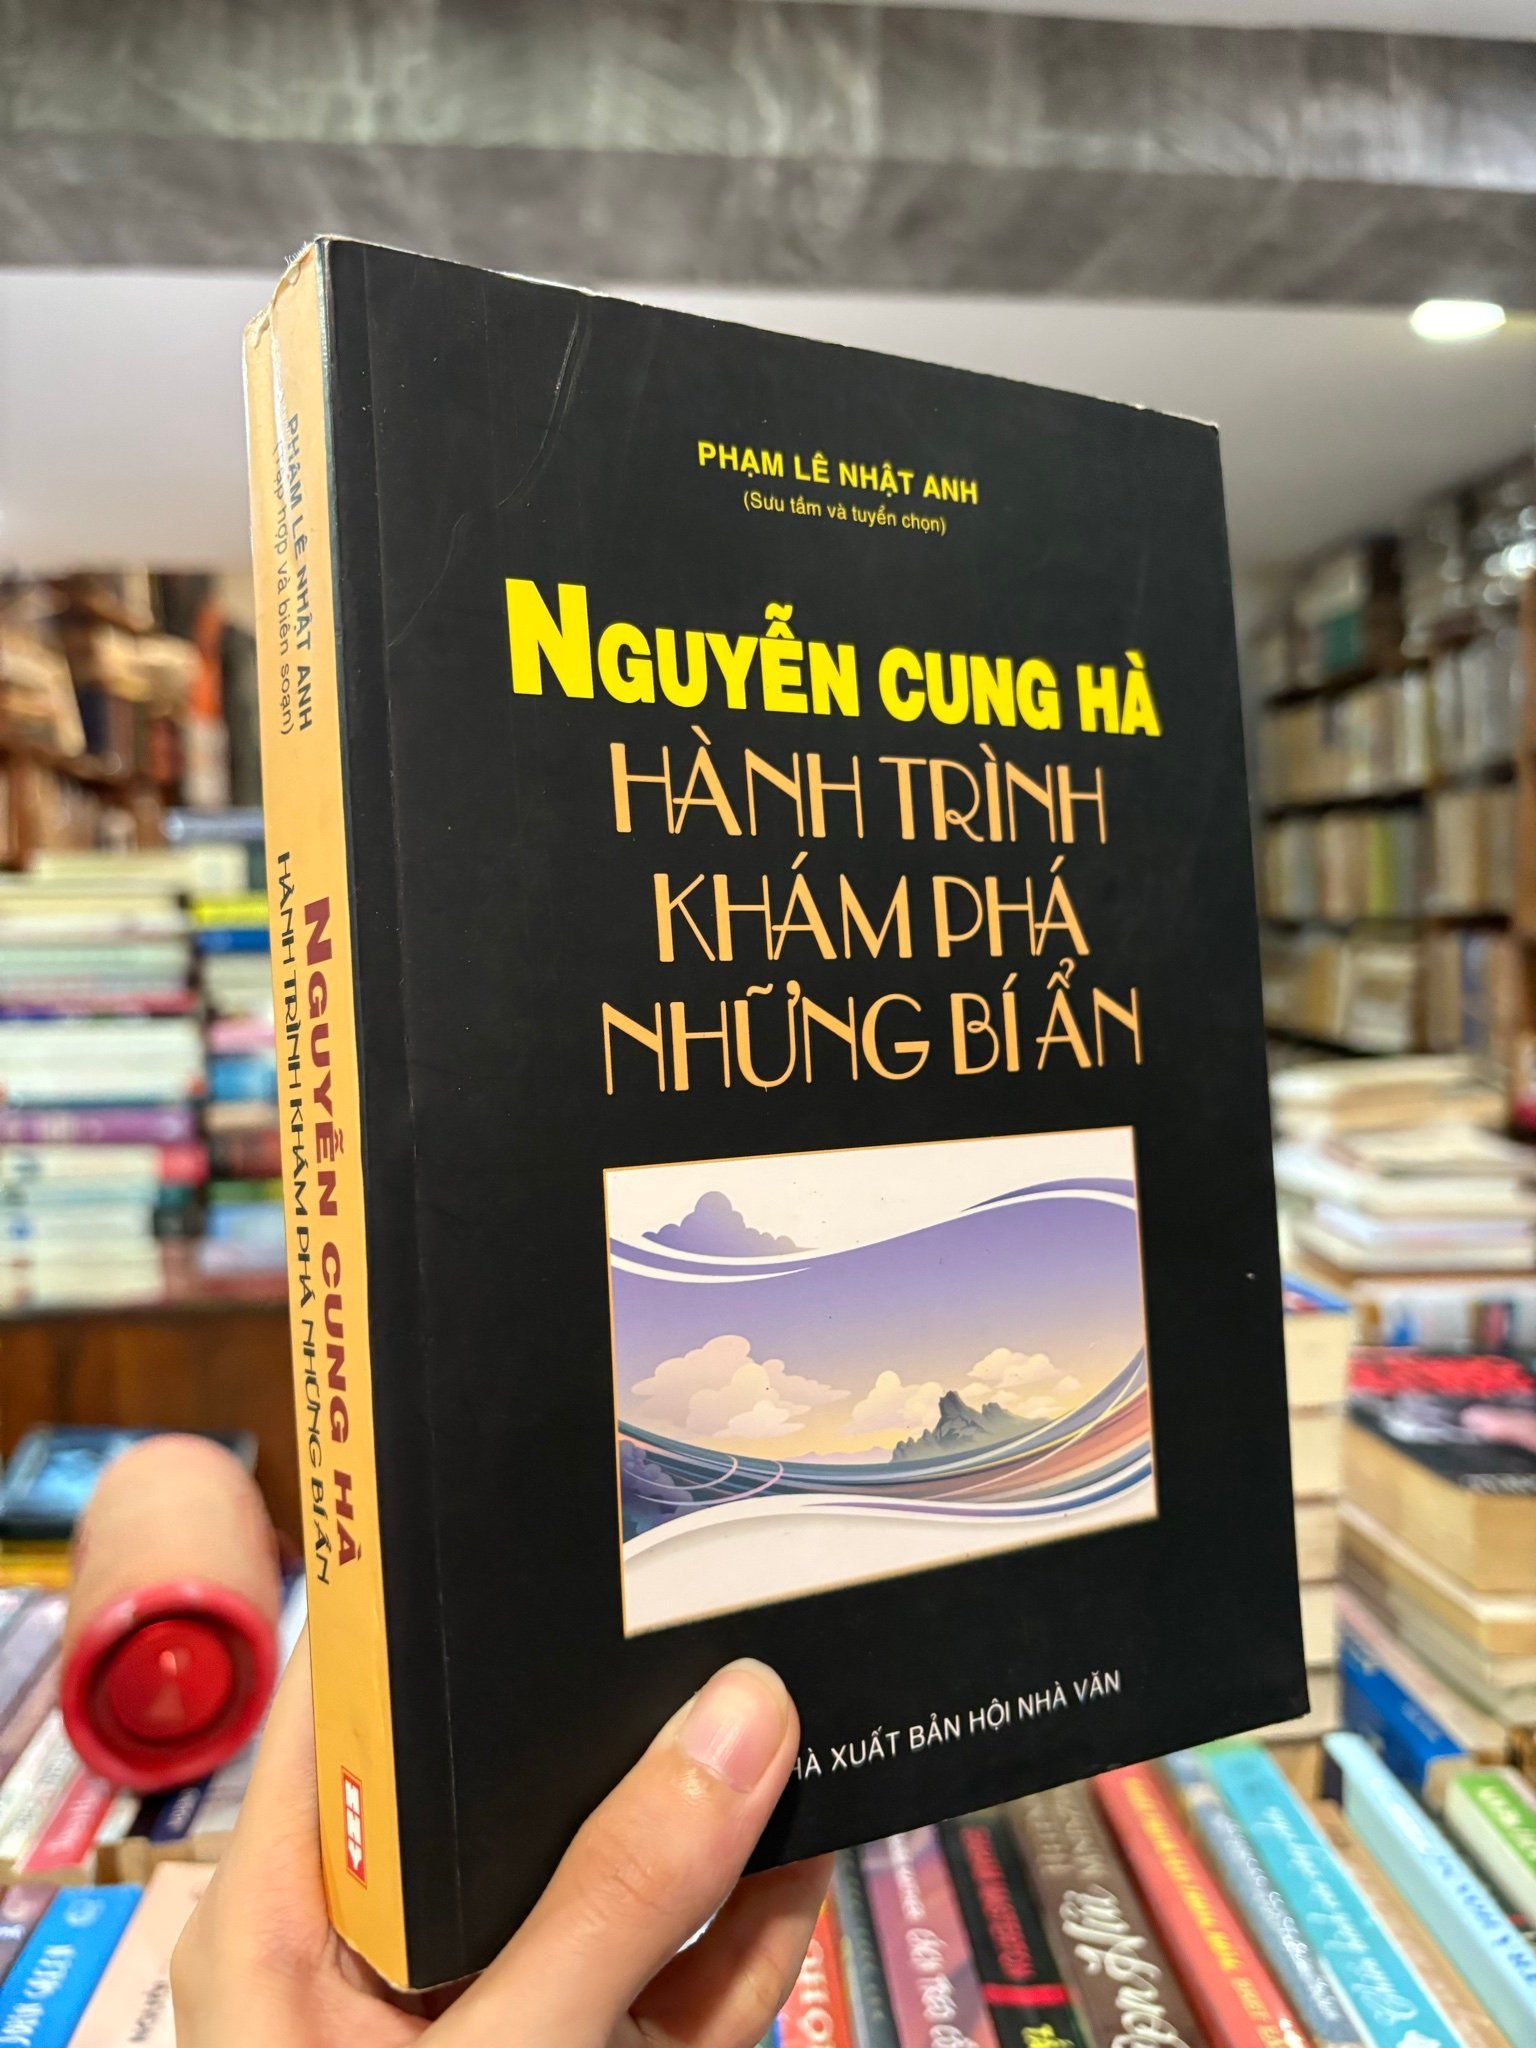 PHẠM LÊ NHẬT ANH
(Sưu tầm và tuyển chọn)
NGUYỄN CUNG HÀ
HÀNH TRÌNH
KHÁM PHÁ
NHỮNG BÍ ẨN
HÀ XUẤT BẢN HỘI NHÀ VĂN
PHẠM LÊ NHẬT ANH
(Tập hợp và biên soạn)
NGUYỄN CUNG HÀ
HÀNH TRÌNH KHÁM PHÁ NHỮNG BÍ ẨN